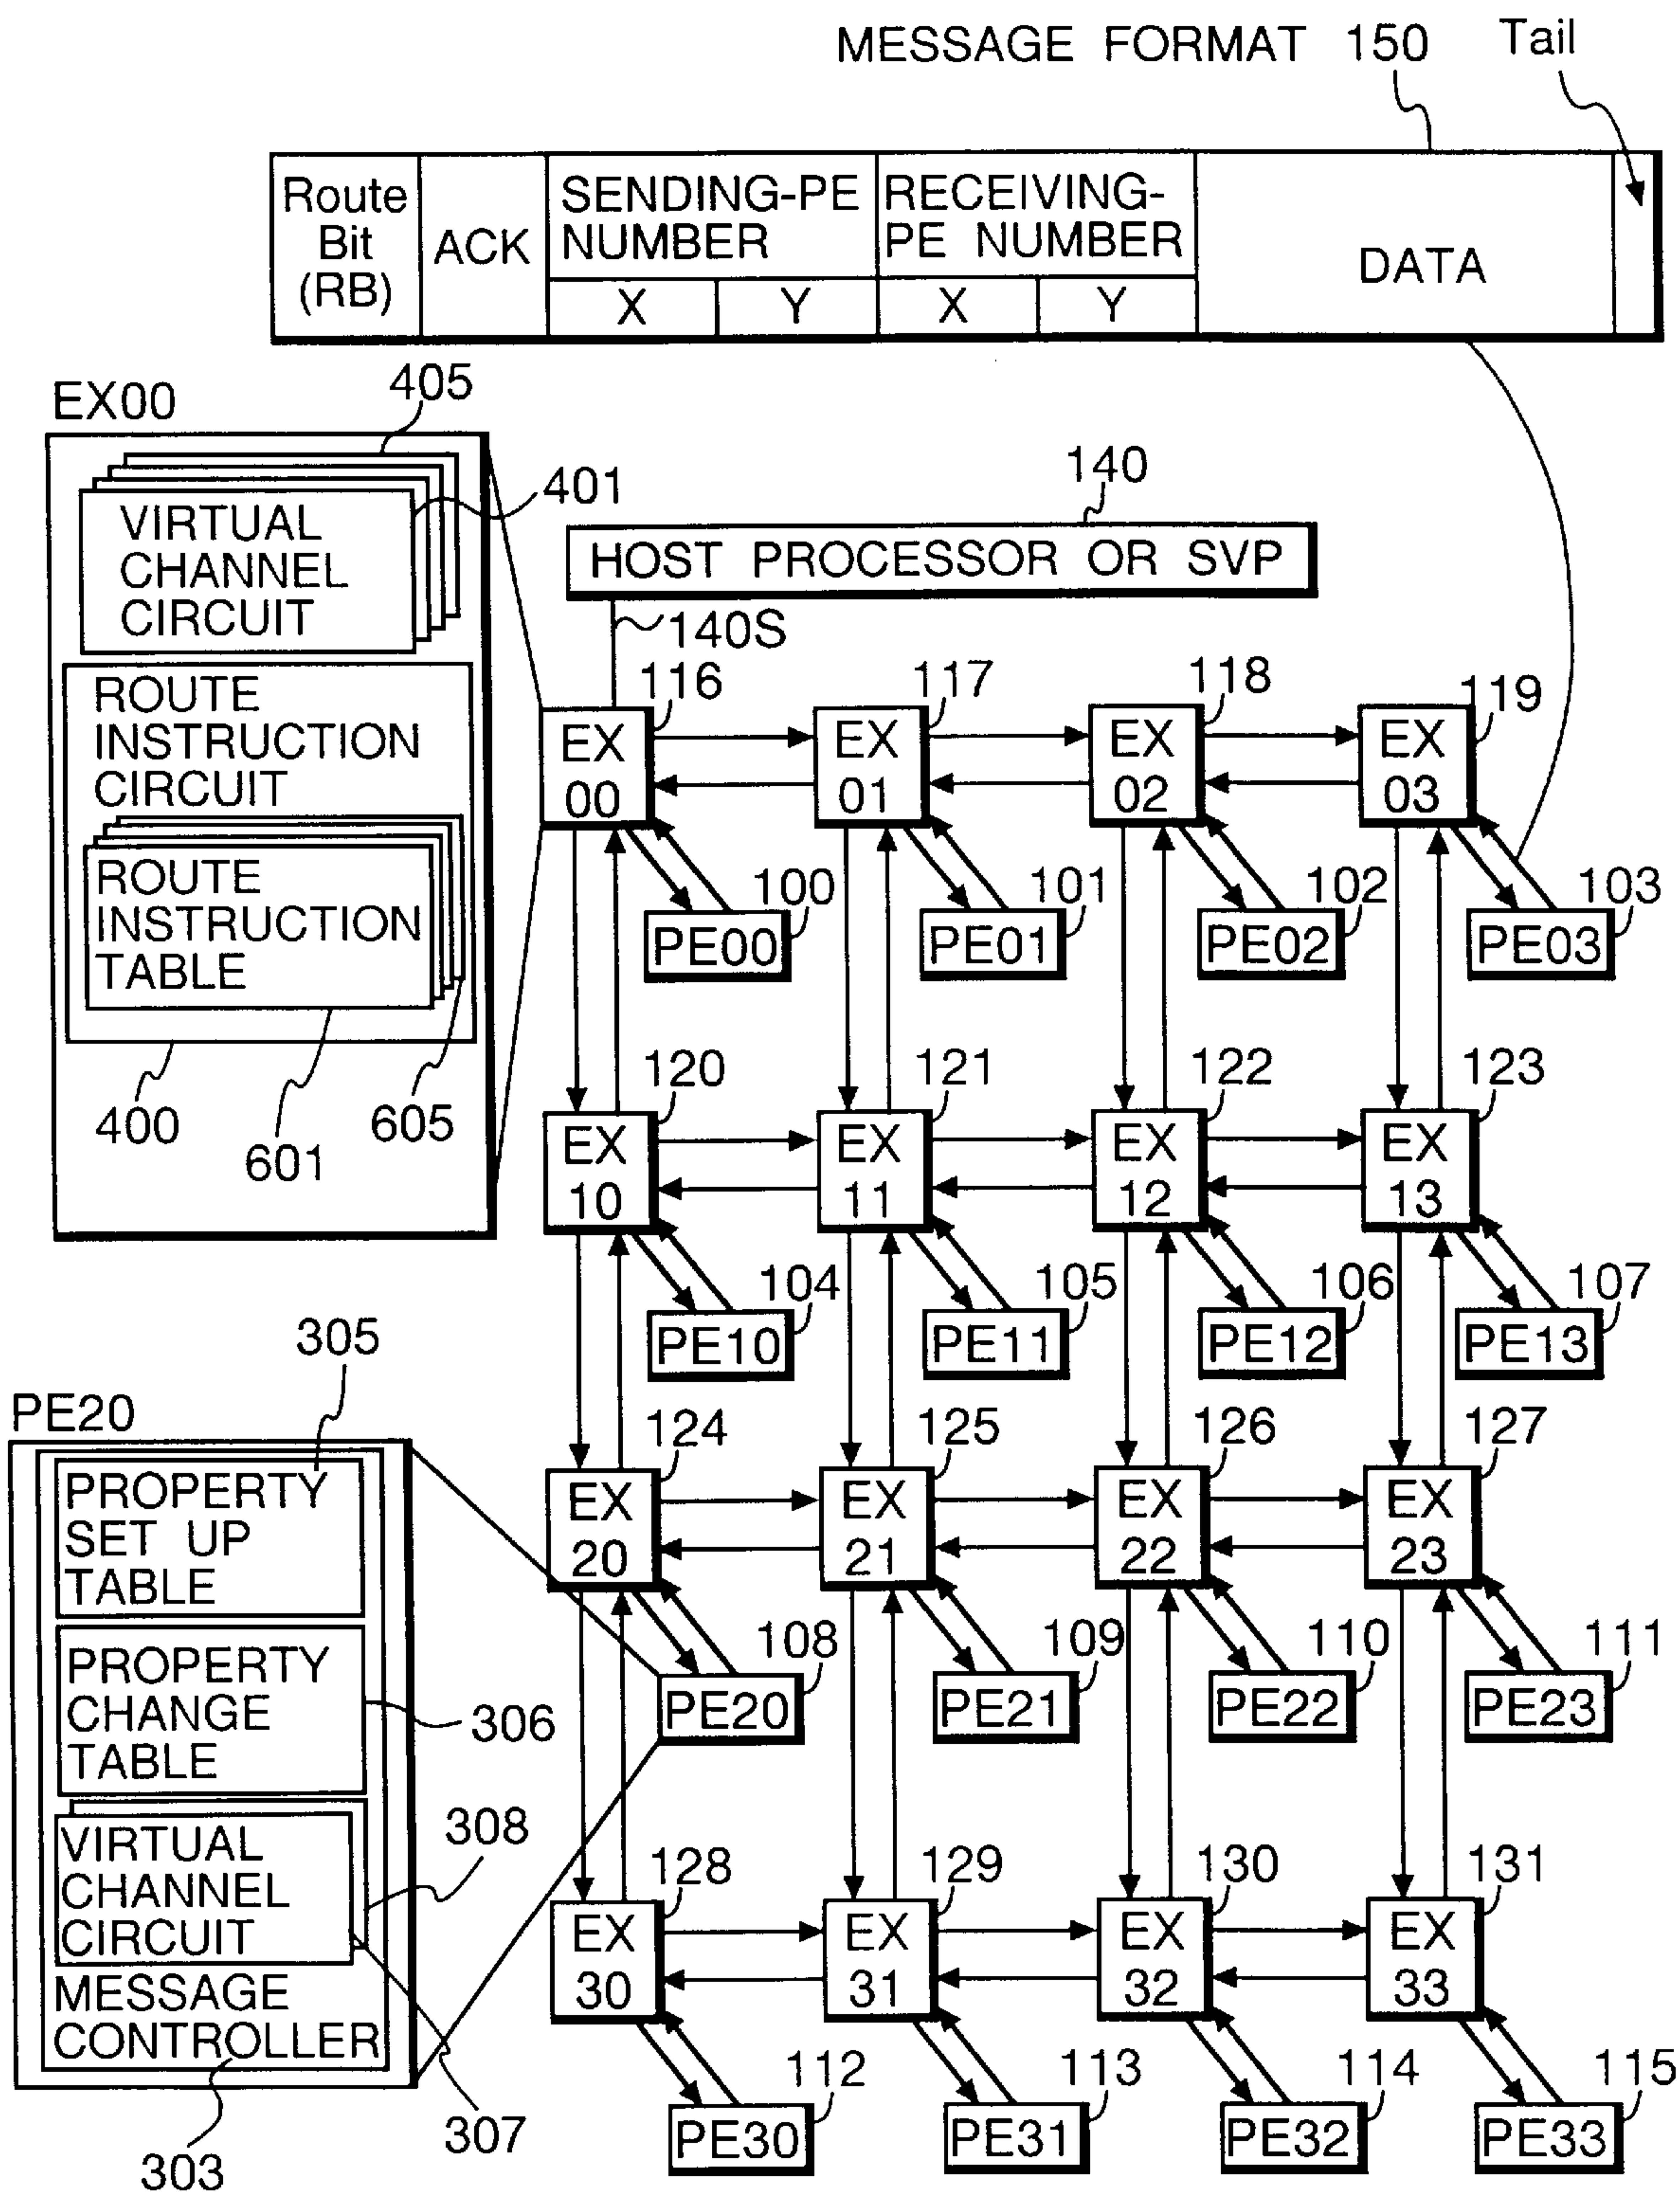 MESSAGE FORMAT 150 Tail
Route
Bit
(RB)
ACK
SENDING-PE
NUMBER
X Y
RECEIVING-
PE NUMBER
X Y
DATA
EX00
405
401
VIRTUAL
CHANNEL
CIRCUIT
ROUTE
INSTRUCTION
CIRCUIT
ROUTE
INSTRUCTION
TABLE
400
601
605
140
HOST PROCESSOR OR SVP
140S
116 117 118 119
EX EX EX EX
00 01 02 03
100 101 102 103
PE00 PE01 PE02 PE03
120 121 122 123
EX EX EX EX
10 11 12 13
104 105 106 107
PE10 PE11 PE12 PE13
305
PE20
PROPERTY
SET UP
TABLE
PROPERTY
CHANGE
TABLE
306
VIRTUAL
CHANNEL
CIRCUIT
308
MESSAGE
CONTROLLER
303
307
124 125 126 127
EX EX EX EX
20 21 22 23
108 109 110 111
PE20 PE21 PE22 PE23
128 129 130 131
EX EX EX EX
30 31 32 33
112 113 114 115
PE30 PE31 PE32 PE33